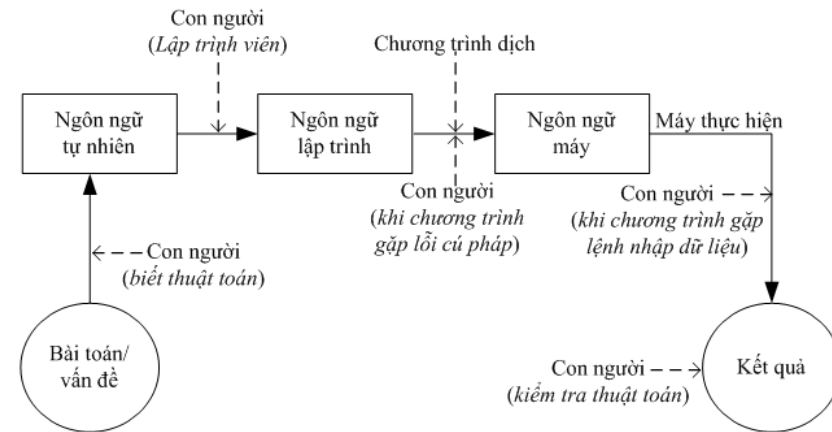 Con người
(Lập trình viên)
Chương trình dịch
Ngôn ngữ
tự nhiên
Ngôn ngữ
lập trình
Ngôn ngữ
máy
Máy thực hiện
Con người
(khi chương trình
gặp lỗi cú pháp)
Con người
(khi chương trình gặp
lệnh nhập dữ liệu)
Con người
(biết thuật toán)
Bài toán/
vấn đề
Con người
(kiểm tra thuật toán)
Kết quả